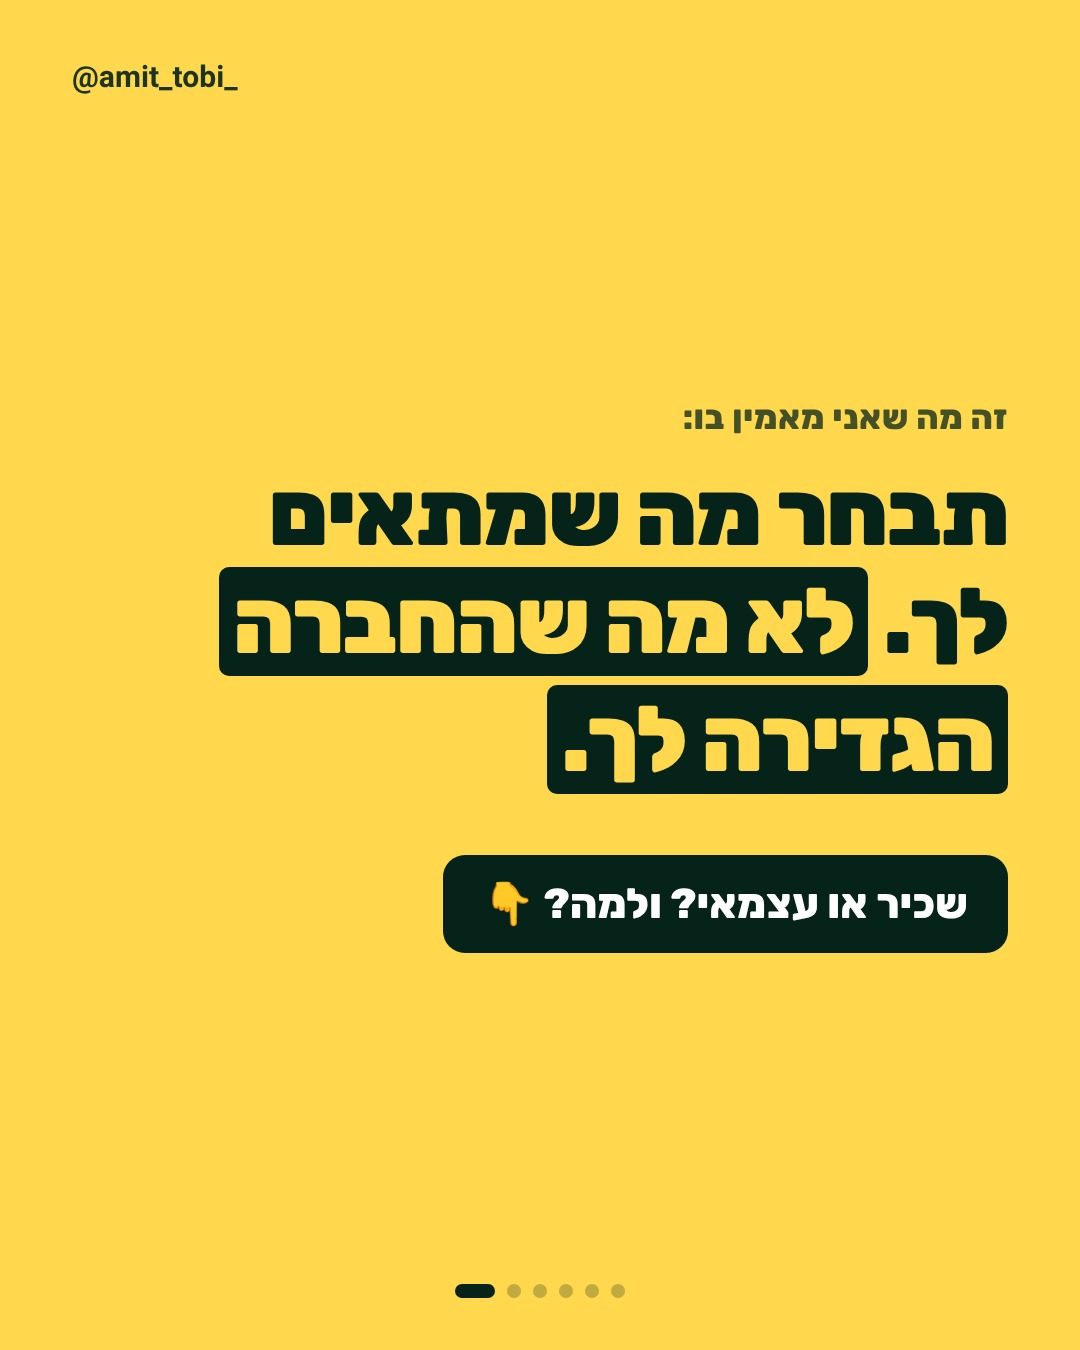 @amit_tobi_
זה מה שאני מאמין בו:
תבחר מה שמתאים
לך. לא מה שהחברה
הגדירה לך.
שכיר או עצמאי? ולמה? 👇